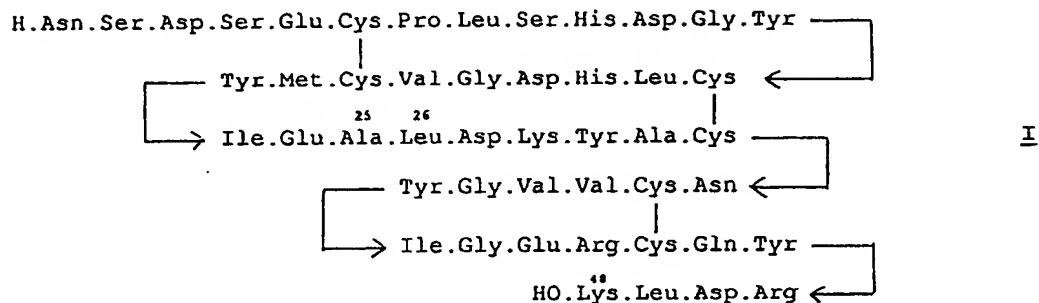 H.Asn.Ser.Asp.Ser.Glu.Cys.Pro.Leu.Ser.His.Asp.Gly.Tyr
Tyr.Met.Cys.Val.Gly.Asp.His.Leu.Cys
25 26
Ile.Glu.Ala.Leu.Asp.Lys.Tyr.Ala.Cys
I
Tyr.Gly.Val.Val.Cys.Asn
Ile.Gly.Glu.Arg.Cys.Gln.Tyr
48
HO.Lys.Leu.Asp.Arg